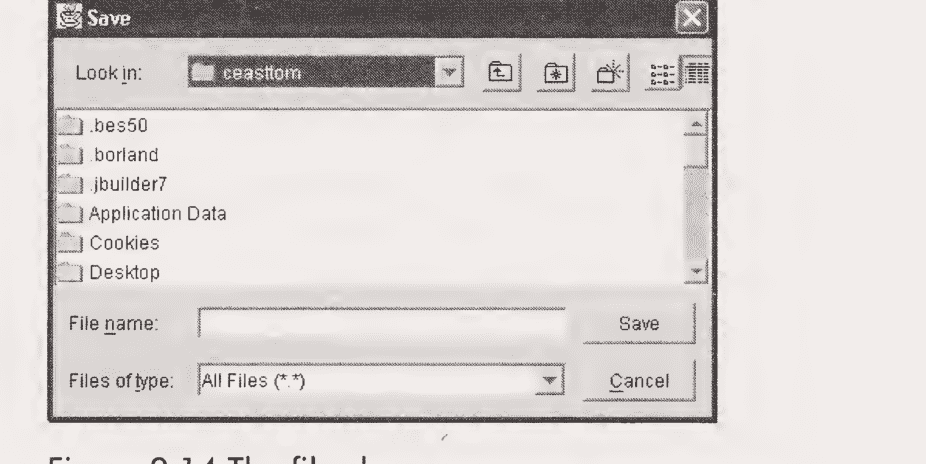 Save
Look in: ceasttom
.bes50
.borland
.jbuilder7
Application Data
Cookies
Desktop
File name: Save
Files of type: All Files (*.*) Cancel